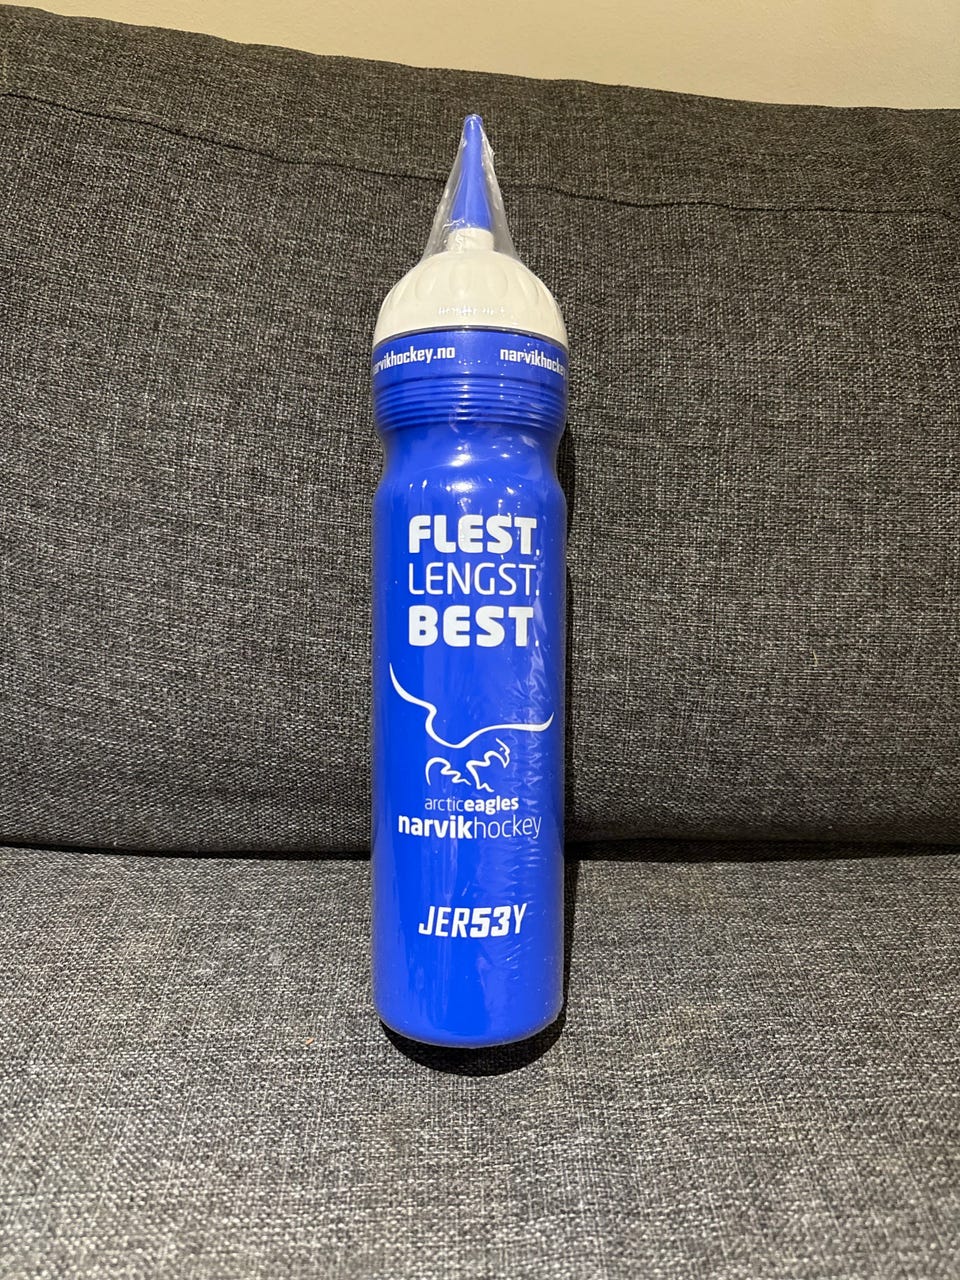 narvikhockey.no narvikhockey
FLEST.
LENGST.
BEST.
arcticeagles
narvikhockey
JER53Y